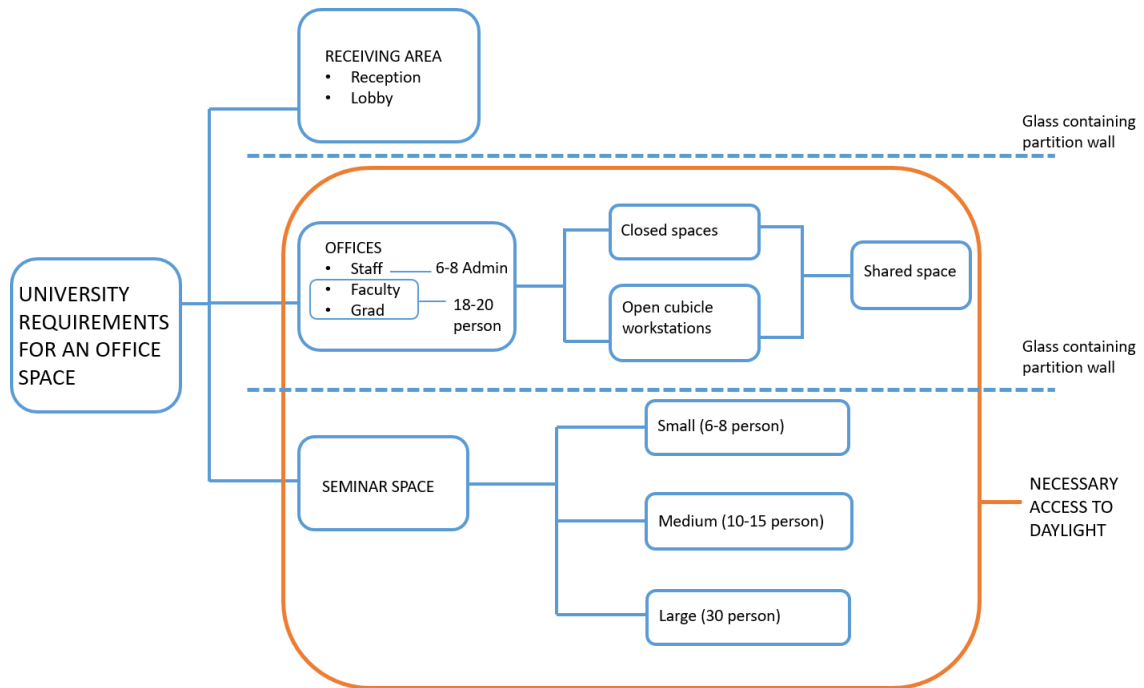 RECEIVING AREA
• Reception
• Lobby
Glass containing
partition wall
OFFICES
• Staff
6-8 Admin
• Faculty
• Grad
18-20
person
Closed spaces
Open cubicle
workstations
Shared space
UNIVERSITY
REQUIREMENTS
FOR AN OFFICE
SPACE
Glass containing
partition wall
SEMINAR SPACE
Small (6-8 person)
Medium (10-15 person)
Large (30 person)
NECESSARY
ACCESS TO
DAYLIGHT